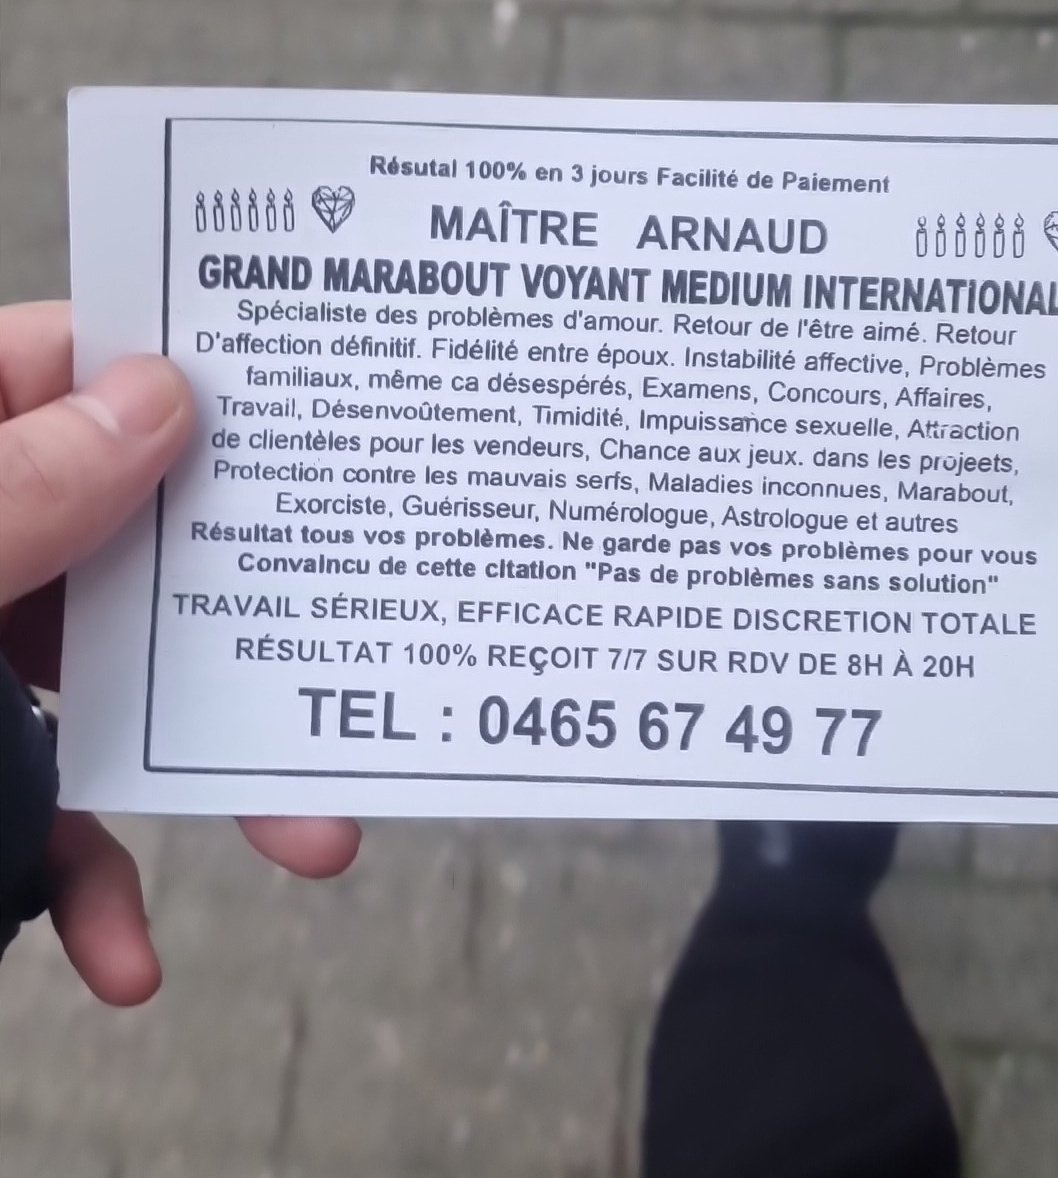 Résutal 100% en 3 jours Facilité de Paiement
MAÎTRE ARNAUD
GRAND MARABOUT VOYANT MEDIUM INTERNATIONAL
Spécialiste des problèmes d'amour. Retour de l'être aimé. Retour
D'affection définitif. Fidélité entre époux. Instabilité affective, Problèmes
familiaux, même ca désespérés, Examens, Concours, Affaires,
Travail, Désenvoûtement, Timidité, Impuissance sexuelle, Attraction
de clientèles pour les vendeurs, Chance aux jeux. dans les projeets,
Protection contre les mauvais serfs, Maladies inconnues, Marabout,
Exorciste, Guérisseur, Numérologue, Astrologue et autres
Résultat tous vos problèmes. Ne garde pas vos problèmes pour vous
Convaincu de cette citation "Pas de problèmes sans solution"
TRAVAIL SÉRIEUX, EFFICACE RAPIDE DISCRETION TOTALE
RÉSULTAT 100% REÇOIT 7/7 SUR RDV DE 8H À 20H
TEL : 0465 67 49 77